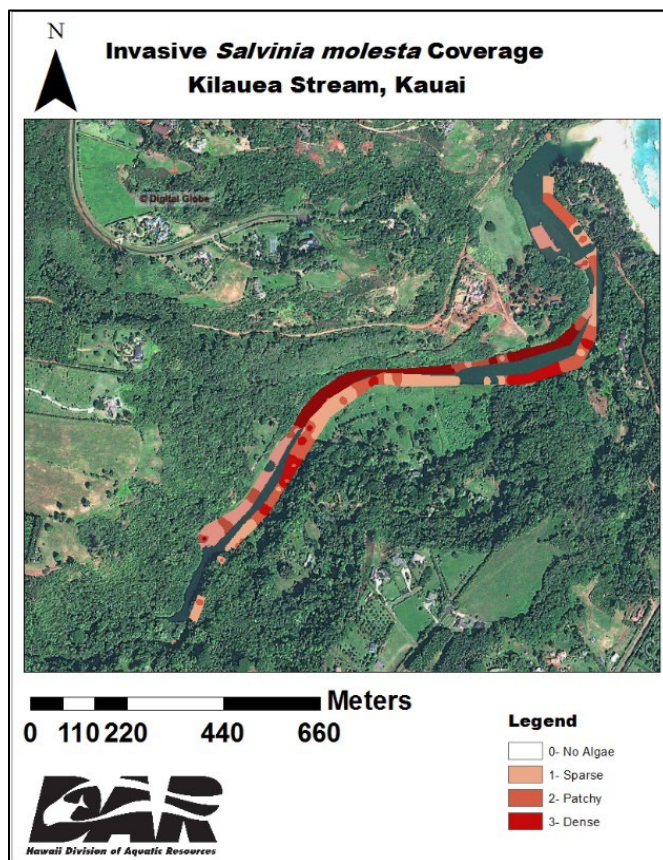 N
Invasive Salvinia molesta Coverage
Kilauea Stream, Kauai
© Digital Globe
Meters
0 110 220 440 660
Legend
0- No Algae
1- Sparse
2- Patchy
3- Dense
DAR
Hawaii Division of Aquatic Resources